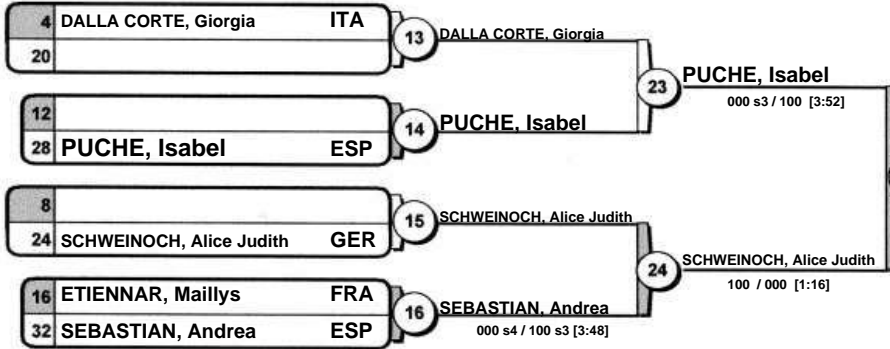 4 DALLA CORTE, Giorgia ITA
20
13 DALLA CORTE, Giorgia
12
28 PUCHE, Isabel ESP
14 PUCHE, Isabel
23 PUCHE, Isabel
000 s3 / 100 [3:52]
8
24 SCHWEINOCH, Alice Judith GER
15 SCHWEINOCH, Alice Judith
16 ETIENNAR, Maillys FRA
32 SEBASTIAN, Andrea ESP
16 SEBASTIAN, Andrea
000 s4 / 100 s3 [3:48]
24 SCHWEINOCH, Alice Judith
100 / 000 [1:16]